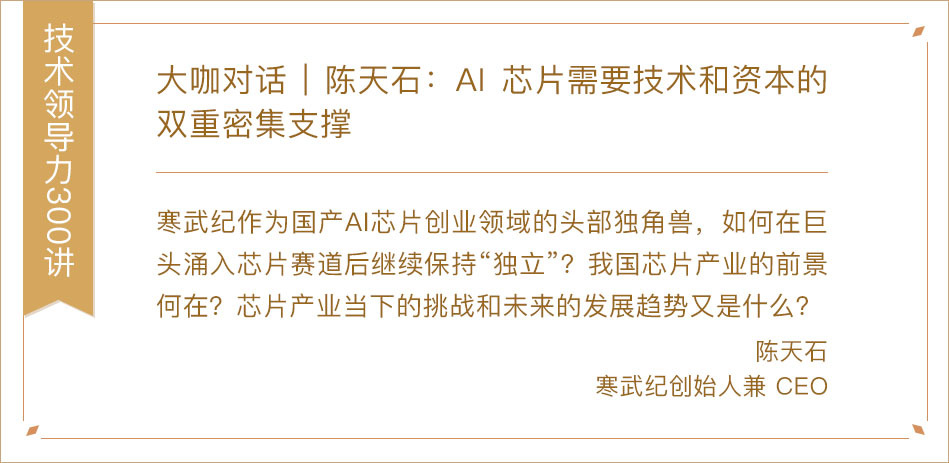 技术领导力300讲
大咖对话｜陈天石：AI 芯片需要技术和资本的
双重密集支撑
寒武纪作为国产AI芯片创业领域的头部独角兽，如何在巨
头涌入芯片赛道后继续保持“独立”？我国芯片产业的前景
何在？芯片产业当下的挑战和未来的发展趋势又是什么？
陈天石
寒武纪创始人兼 CEO